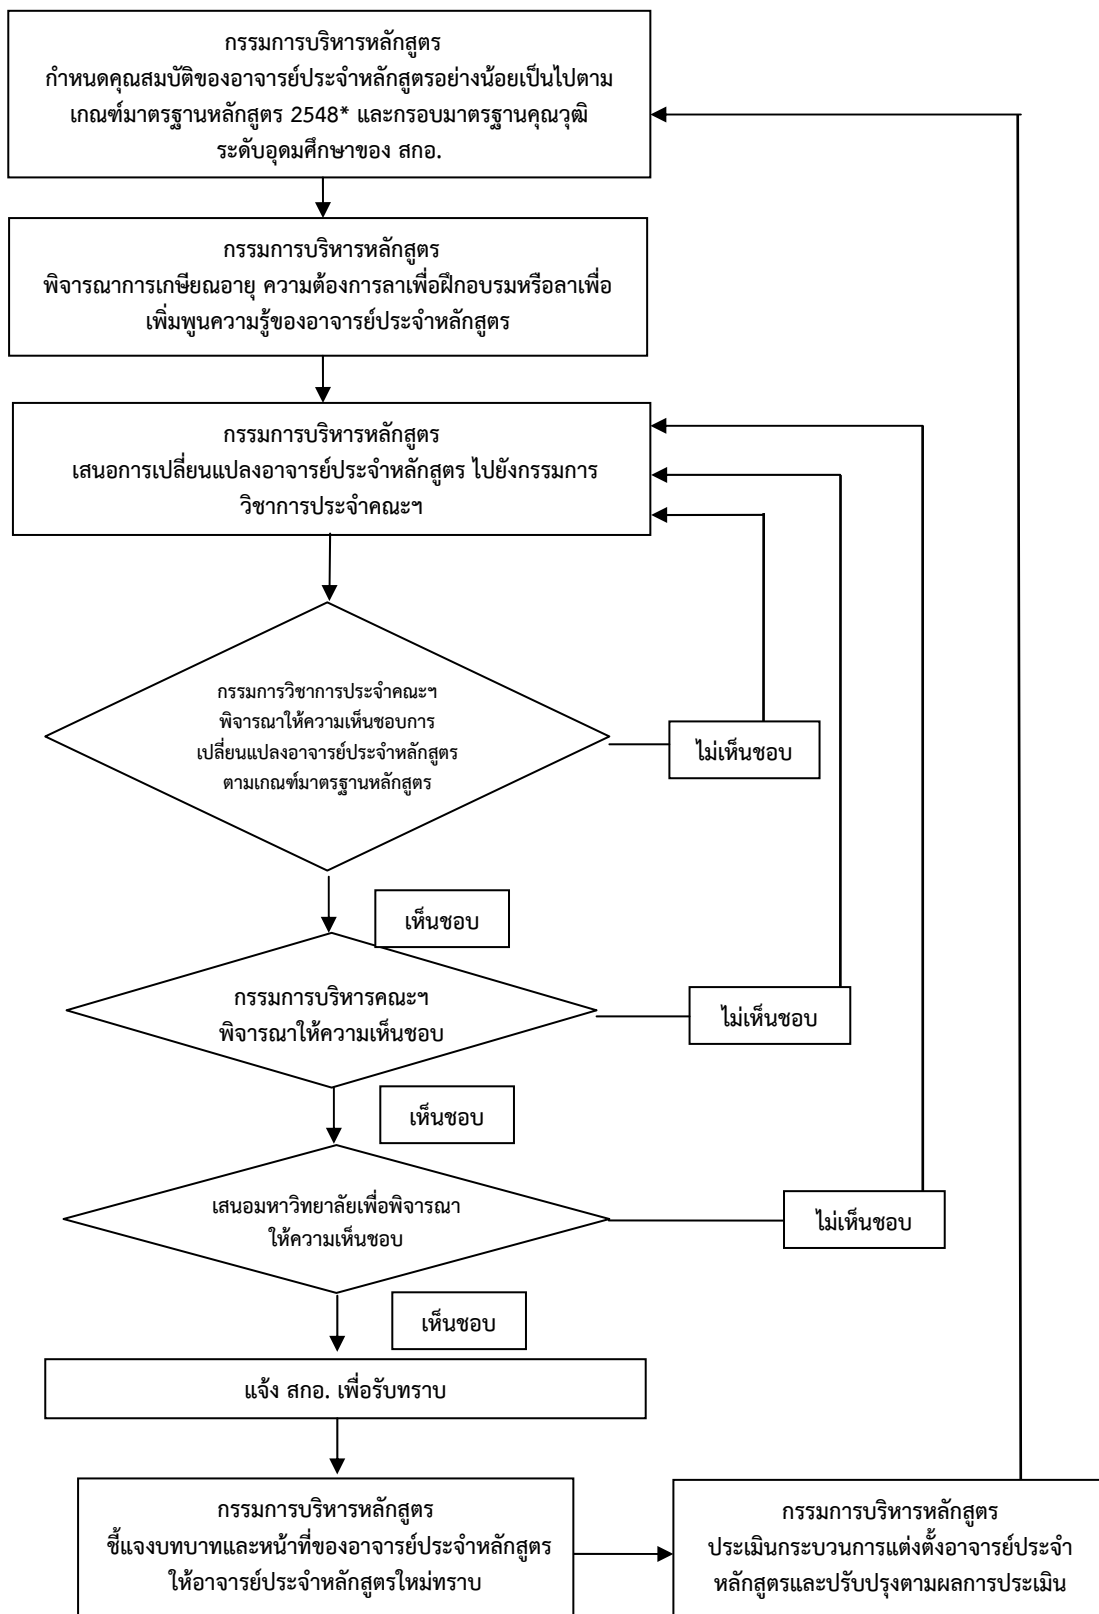 กรรมการบริหารหลักสูตร
กำหนดคุณสมบัติของอาจารย์ประจำหลักสูตรอย่างน้อยเป็นไปตาม
เกณฑ์มาตรฐานหลักสูตร 2548* และกรอบมาตรฐานคุณวุฒิ
ระดับอุดมศึกษาของ สกอ.
กรรมการบริหารหลักสูตร
พิจารณาการเกษียณอายุ ความต้องการลาเพื่อฝึกอบรมหรือลาเพื่อ
เพิ่มพูนความรู้ของอาจารย์ประจำหลักสูตร
กรรมการบริหารหลักสูตร
เสนอการเปลี่ยนแปลงอาจารย์ประจำหลักสูตร ไปยังกรรมการ
วิชาการประจำคณะฯ
กรรมการวิชาการประจำคณะฯ
พิจารณาให้ความเห็นชอบการ
เปลี่ยนแปลงอาจารย์ประจำหลักสูตร
ตามเกณฑ์มาตรฐานหลักสูตร
ไม่เห็นชอบ
เห็นชอบ
กรรมการบริหารคณะฯ
พิจารณาให้ความเห็นชอบ
ไม่เห็นชอบ
เห็นชอบ
เสนอมหาวิทยาลัยเพื่อพิจารณา
ให้ความเห็นชอบ
ไม่เห็นชอบ
เห็นชอบ
แจ้ง สกอ. เพื่อรับทราบ
กรรมการบริหารหลักสูตร
ชี้แจงบทบาทและหน้าที่ของอาจารย์ประจำหลักสูตร
ให้อาจารย์ประจำหลักสูตรใหม่ทราบ
กรรมการบริหารหลักสูตร
ประเมินกระบวนการแต่งตั้งอาจารย์ประจำ
หลักสูตรและปรับปรุงตามผลการประเมิน